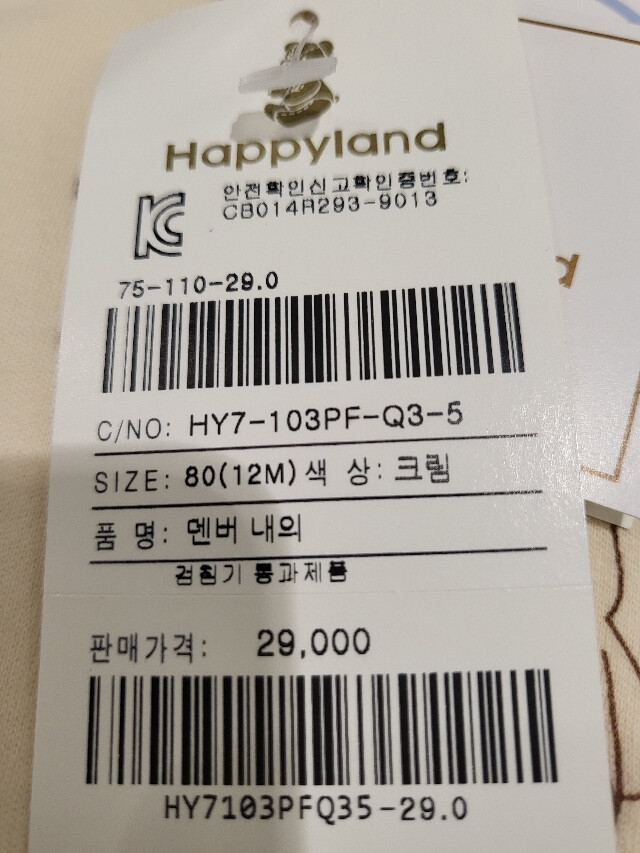 Happyland
안전확인신고확인증번호:
CB014R293-9013
75-110-29.0
C/NO: HY7-103PF-Q3-5
SIZE: 80(12M) 색 상: 크림
품 명: 멘버 내의
검침기 통과제품
판매가격: 29,000
HY7103PFQ35-29.0